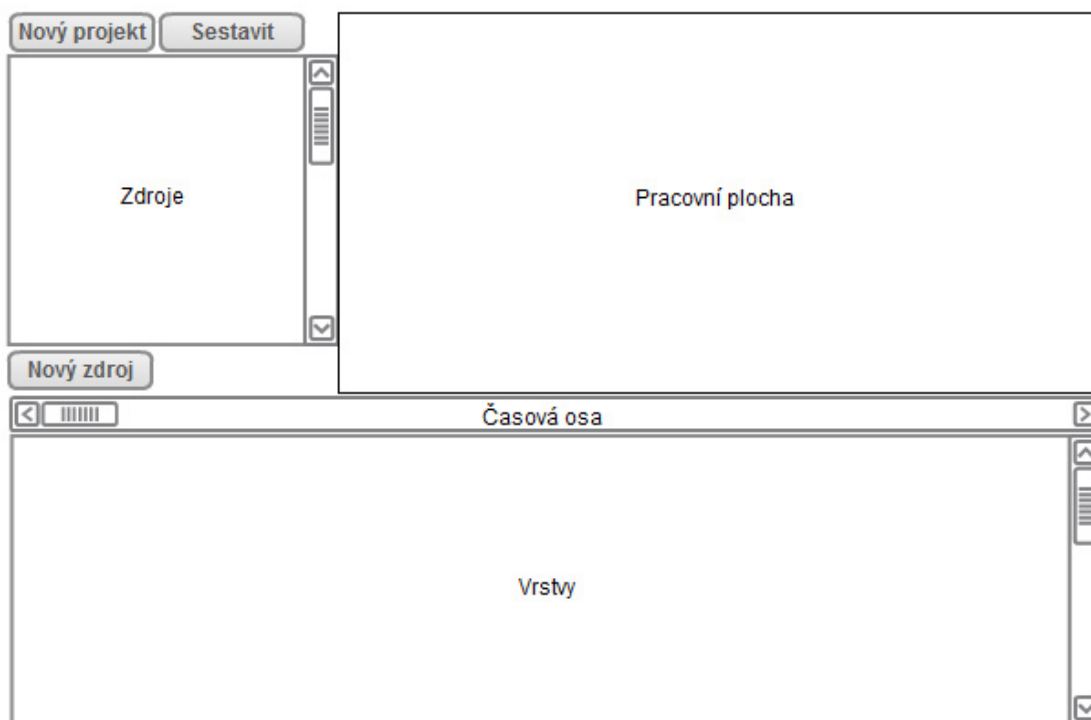 Nový projekt
Sestavit
Zdroje
Pracovní plocha
Nový zdroj
Časová osa
Vrstvy